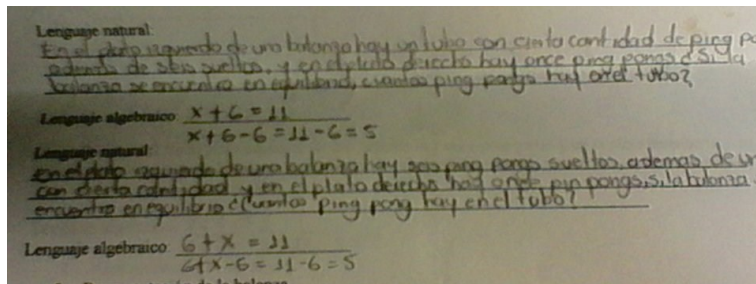 Lenguaje natural:
En el plato izquierdo de una balanza hay un tubo con cierta cantidad de ping po
además de seis sueltos, y en el plato derecho hay once ping pongs ¿Si la
balanza se encuentra en equilibrio, cuantos ping pongs hay en el tubo?
Lenguaje algebraico: x + 6 = 11
x + 6 - 6 = 11 - 6 = 5
Lenguaje natural:
en el plato izquierdo de una balanza hay seis ping pongs sueltos, ademas de un
con cierta cantidad y en el plato derecho hay once pin pongs, si la balanza
encuentra en equilibrio ¿Cuantos ping pong hay en el tubo?
Lenguaje algebraico: 6 + x = 11
6+x-6 = 11-6 = 5